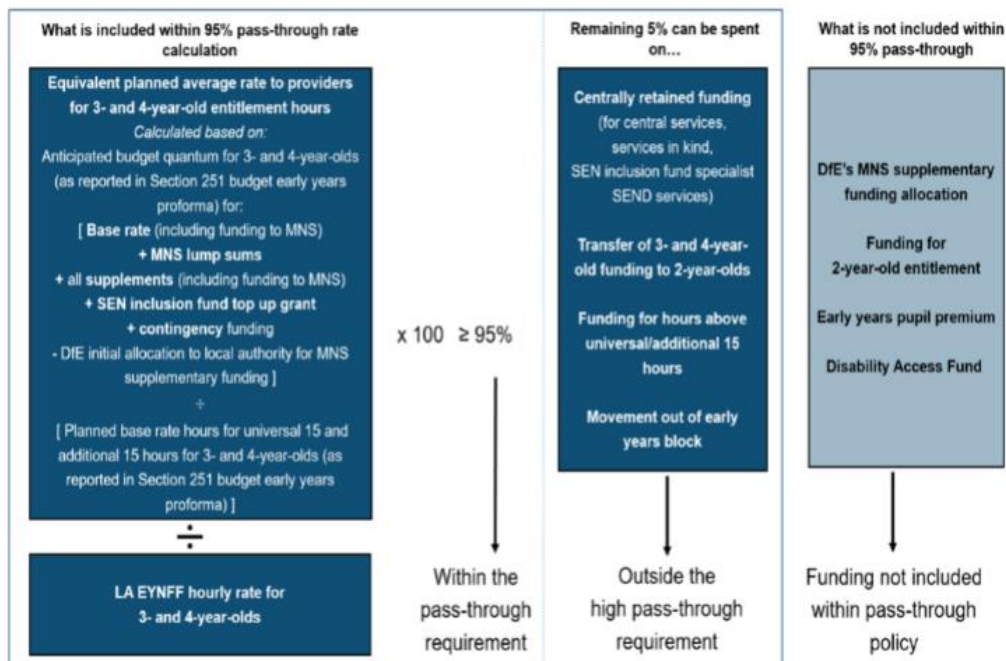 What is included within 95% pass-through rate
calculation
Equivalent planned average rate to providers
for 3- and 4-year-old entitlement hours
Calculated based on:
Anticipated budget quantum for 3- and 4-year-olds
(as reported in Section 251 budget early years
proforma) for:
[ Base rate (including funding to MNS)
+ MNS lump sums
+ all supplements (including funding to MNS)
+ SEN inclusion fund top up grant
+ contingency funding
- DfE initial allocation to local authority for MNS
supplementary funding ]
÷
[ Planned base rate hours for universal 15 and
additional 15 hours for 3- and 4-year-olds (as
reported in Section 251 budget early years
proforma) ]
÷
LA EYNFF hourly rate for
3- and 4-year-olds
x 100 ≥ 95%
Within the
pass-through
requirement
Remaining 5% can be spent
on…
Centrally retained funding
(for central services,
services in kind,
SEN inclusion fund specialist
SEND services)
Transfer of 3- and 4-year-
old funding to 2-year-olds
Funding for hours above
universal/additional 15
hours
Movement out of early
years block
Outside the
high pass-through
requirement
What is not included within
95% pass-through
DfE's MNS supplementary
funding allocation
Funding for
2-year-old entitlement
Early years pupil premium
Disability Access Fund
Funding not included
within pass-through
policy